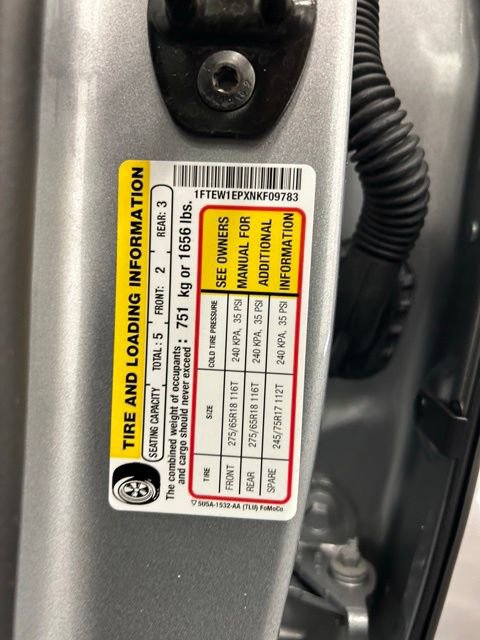 1FTEW1EPXNKF09783
TIRE AND LOADING INFORMATION
SEATING CAPACITY TOTAL: 5 FRONT: 2 REAR: 3
The combined weight of occupants
and cargo should never exceed : 751 kg or 1656 lbs.
TIRE SIZE COLD TIRE PRESSURE
FRONT 275/65R18 116T 240 KPA, 35 PSI
REAR 275/65R18 116T 240 KPA, 35 PSI
SPARE 245/75R17 112T 240 KPA, 35 PSI
SEE OWNERS
MANUAL FOR
ADDITIONAL
INFORMATION
▽ 505A-1532-AA (TLU) FoMoCo